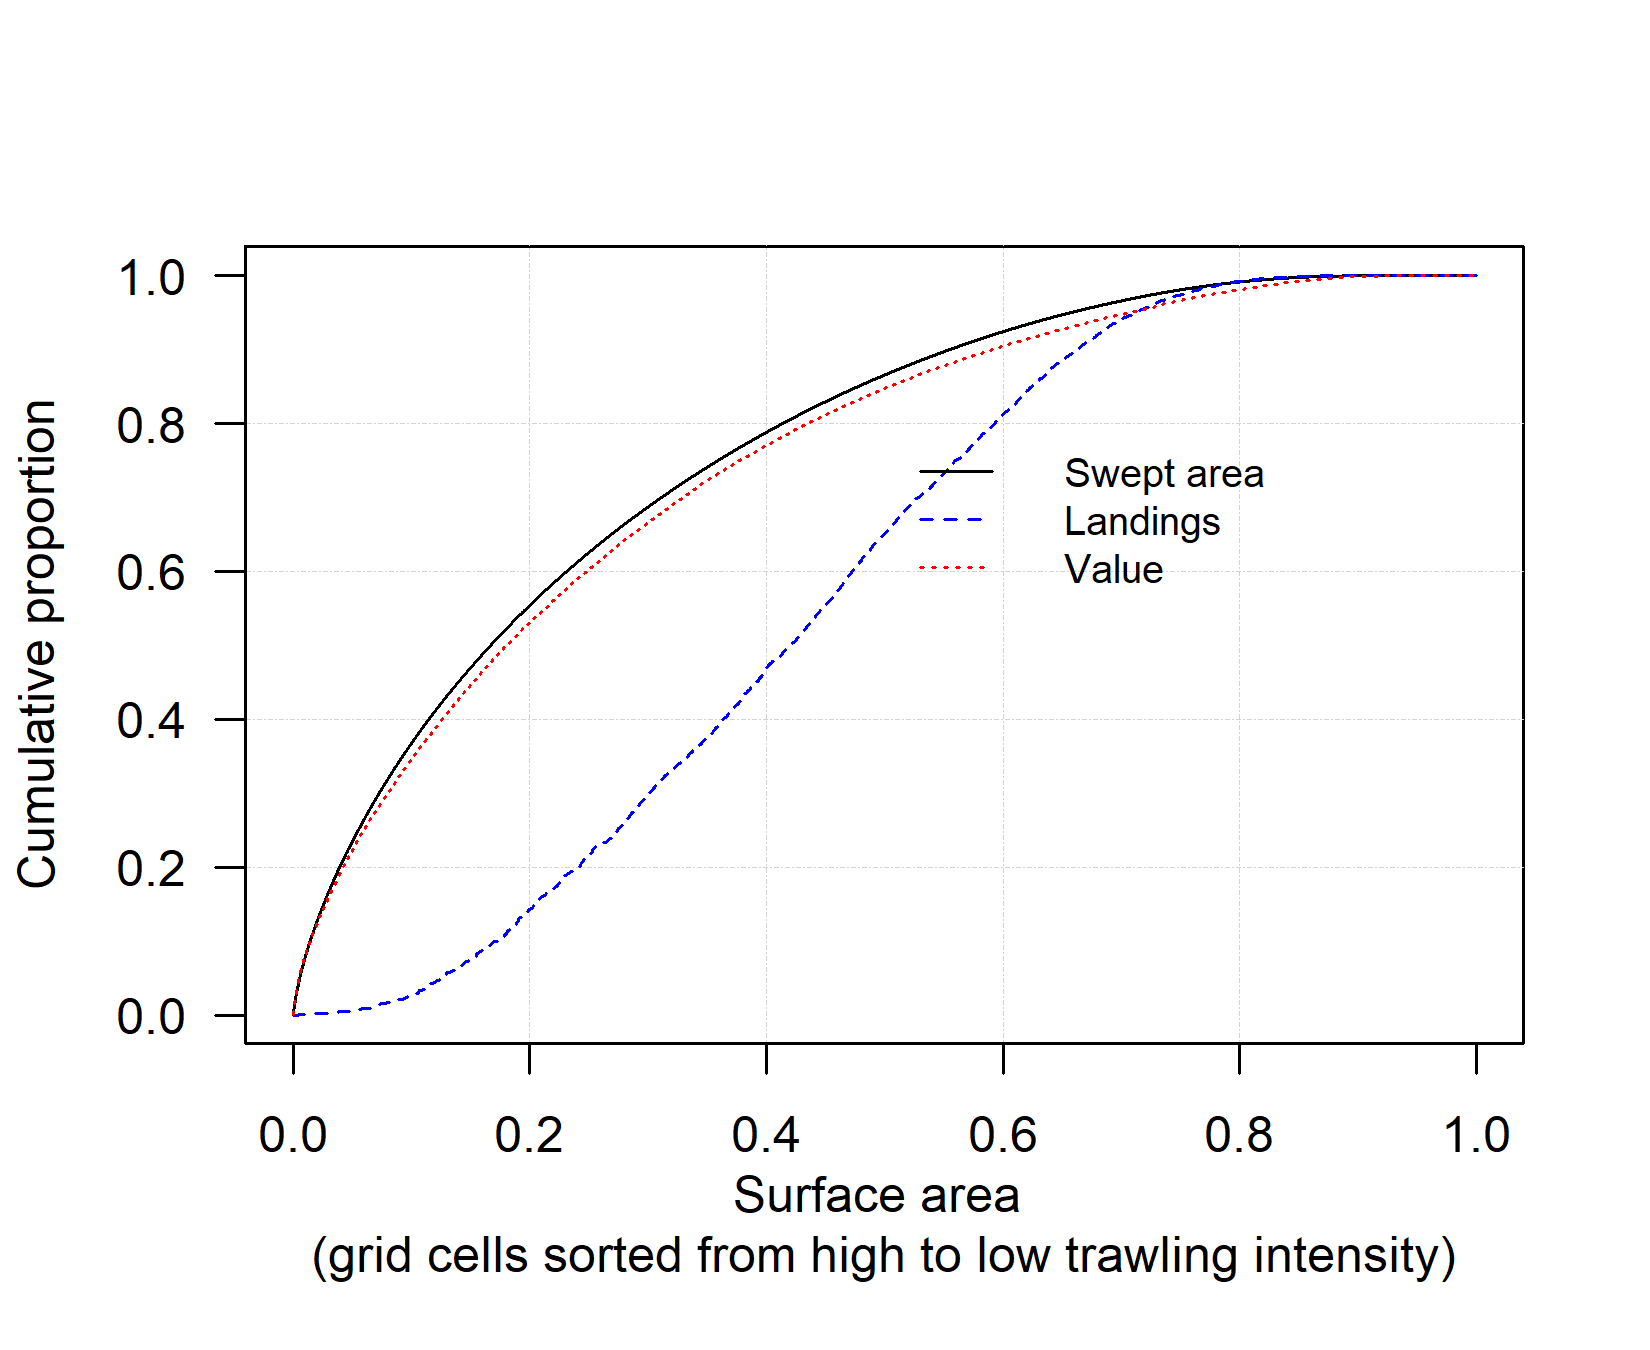 1.0
0.8
0.6
0.4
0.2
0.0
Cumulative proportion
Swept area
Landings
Value
0.0 0.2 0.4 0.6 0.8 1.0
Surface area
(grid cells sorted from high to low trawling intensity)